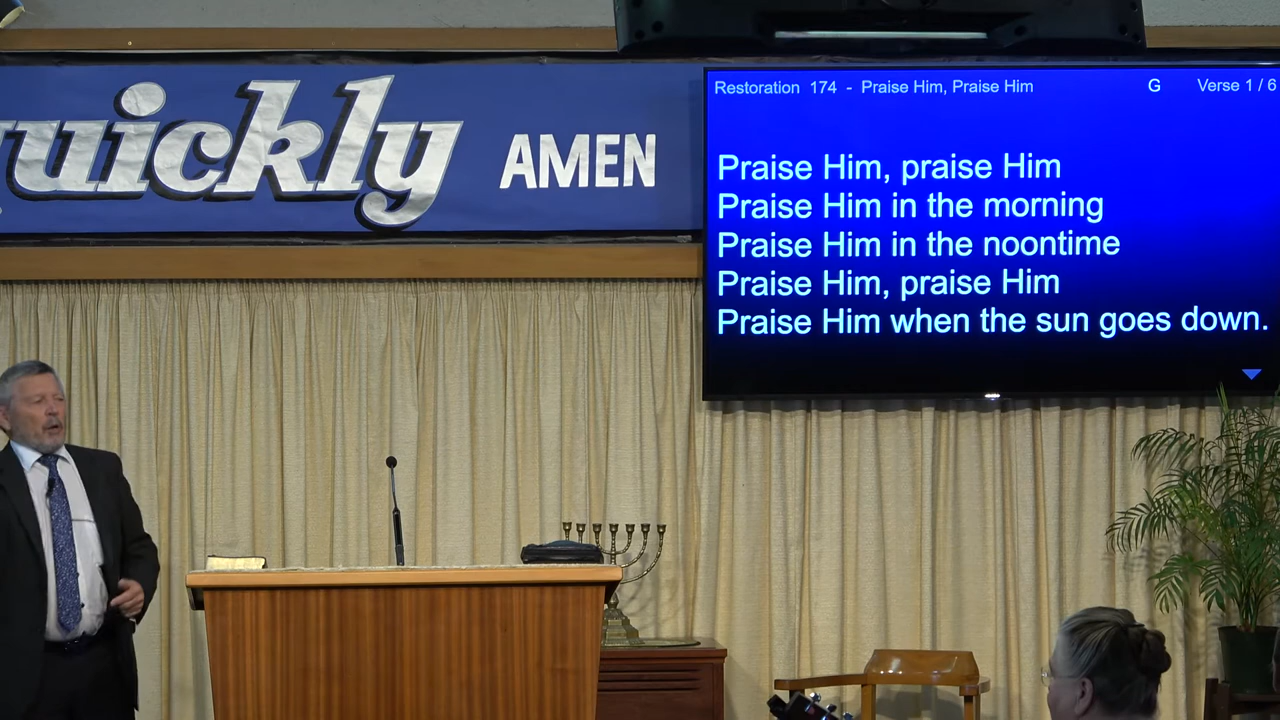 quickly AMEN
Restoration 174 - Praise Him, Praise Him G Verse 1 / 6
Praise Him, praise Him
Praise Him in the morning
Praise Him in the noontime
Praise Him, praise Him
Praise Him when the sun goes down.